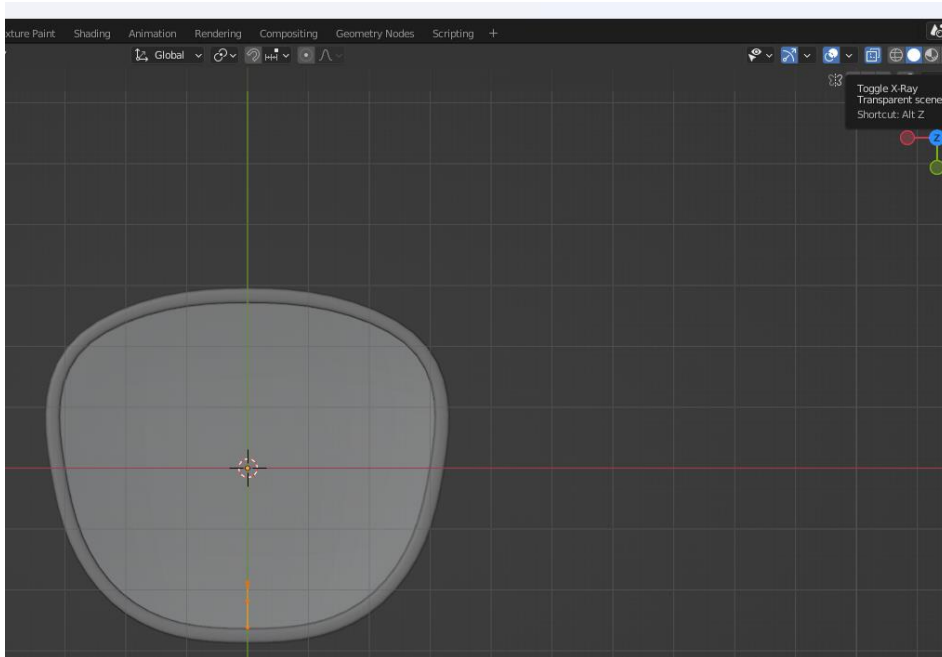 xture Paint Shading Animation Rendering Compositing Geometry Nodes Scripting +
Global
Toggle X-Ray
Transparent scene
Shortcut: Alt Z
Z